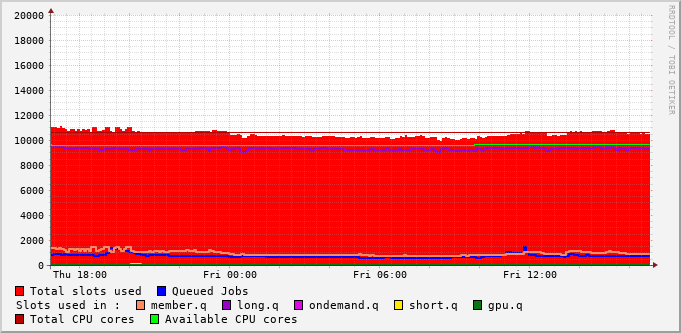 20000
18000
16000
14000
12000
10000
8000
6000
4000
2000
0
Thu 18:00 Fri 00:00 Fri 06:00 Fri 12:00
Total slots used Queued Jobs
Slots used in : member.q long.q ondemand.q short.q gpu.q
Total CPU cores Available CPU cores
RRDTOOL / TOBI OETIKER